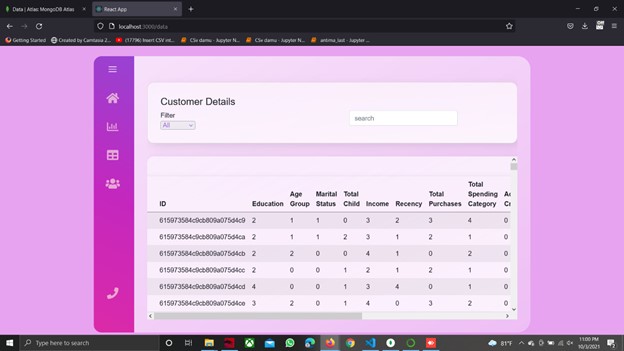 Data | Atlas: MongoDB Atlas
React App
localhost:3000/data
Getting Started Created by Camtasia 2... (17796) Insert CSV int... CSv damu - Jupyter N... CSv damu - Jupyter N... antrinu_last - Jupyter ...
Customer Details
Filter
All
search
ID Education Age Group Marital Status Total Child Income Recency Total Purchases Total Spending Category
615973584c9cb809a075d4c9 2 1 1 0 3 2 3 4 0
615973584c9cb809a075d4ca 2 1 1 2 3 1 2 1 0
615973584c9cb809a075d4cb 2 2 0 0 4 1 0 2 0
615973584c9cb809a075d4cc 2 0 0 1 2 2 1 1 0
615973584c9cb809a075d4cd 4 0 0 1 3 4 0 1 0
615973584c9cb809a075d4ce 3 2 0 1 4 0 3 2 0
Type here to search
81°F
11:00 PM
10/3/2021